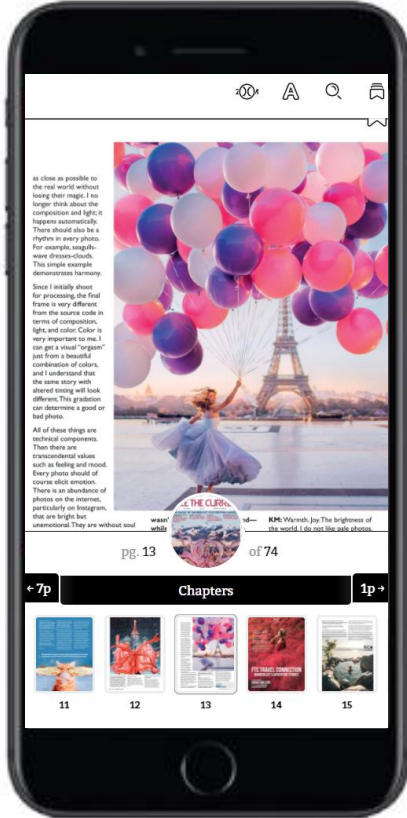 as close as possible to
the real world without
losing their magic. I no
longer think about the
composition and light; it
happens automatically.
There should also be a
rhythm in every photo.
For example, seagulls-
wave dresses-clouds.
This simple example
demonstrates harmony.
Since I initially shoot
for processing, the final
frame is very different
from the source code in
terms of composition,
light, and color. Color is
very important to me. I
can get a visual "orgasm"
just from a beautiful
combination of colors,
and I understand that
the same story with
altered tinting will look
different. This gradation
can determine a good or
bad photo.
All of these things are
technical components.
Then there are
transcendental values
such as feeling and mood.
Every photo should of
course elicit emotion.
There is an abundance of
photos on the internet,
particularly on Instagram,
that are bright but
unemotional. They are without soul
KM: Warmth. Joy. The brightness of
the world. I do not like pale photos.
pg. 13
of 74
←7p
Chapters
1p→
FTC TRAVEL CONNECTION
11
12
13
14
15